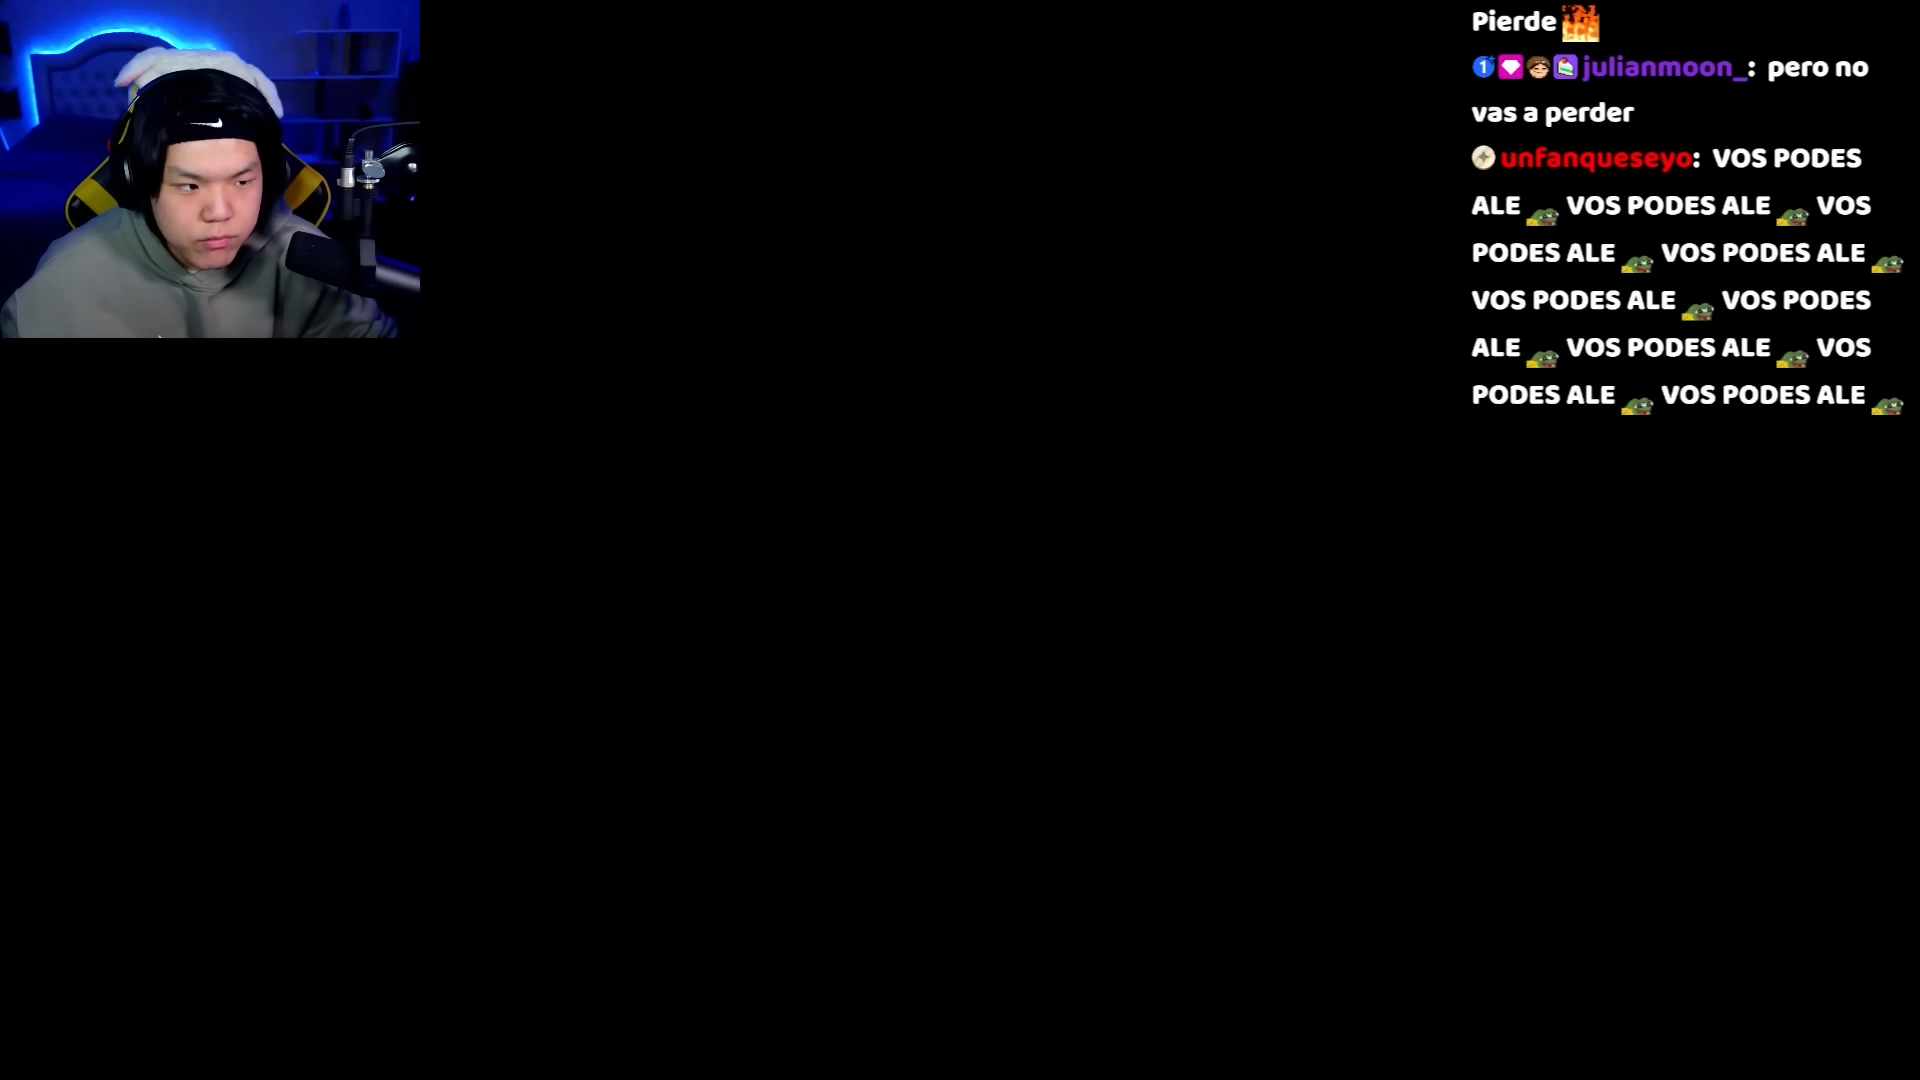 Pierde
julianmoon_: pero no
vas a perder
unfanqueseyo: VOS PODES
ALE VOS PODES ALE VOS
PODES ALE VOS PODES ALE
VOS PODES ALE VOS PODES
ALE VOS PODES ALE VOS
PODES ALE VOS PODES ALE